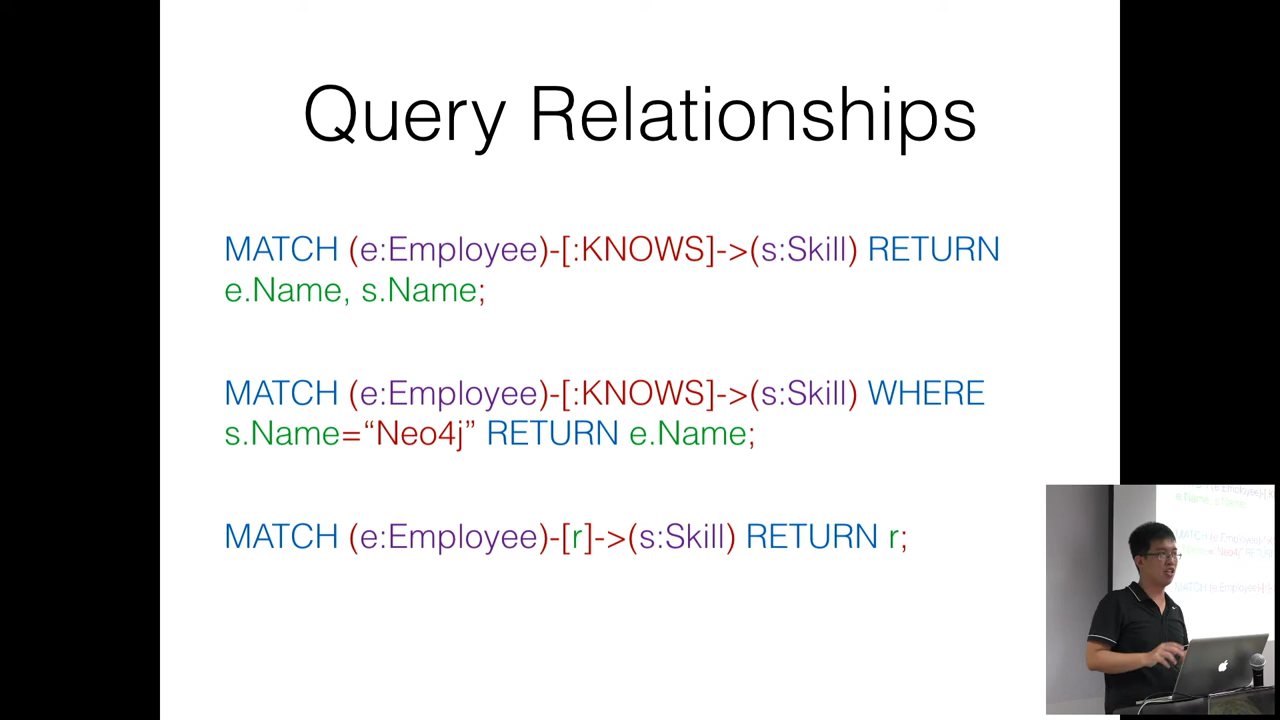 Query Relationships
MATCH (e:Employee)-[:KNOWS]->(s:Skill) RETURN
e.Name, s.Name;
MATCH (e:Employee)-[:KNOWS]->(s:Skill) WHERE
s.Name=“Neo4j” RETURN e.Name;
MATCH (e:Employee)-[r]->(s:Skill) RETURN r;